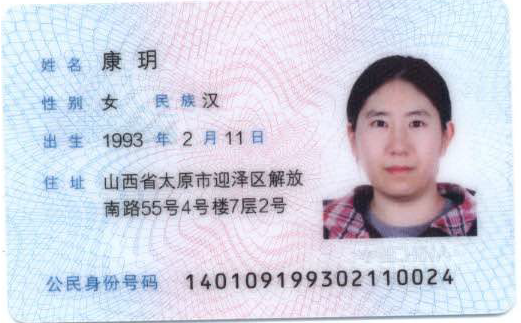 姓名 康玥
性别 女 民族 汉
出生 1993 年 2 月 11 日
住址 山西省太原市迎泽区解放
南路55号4号楼7层2号
公民身份号码 140109199302110024